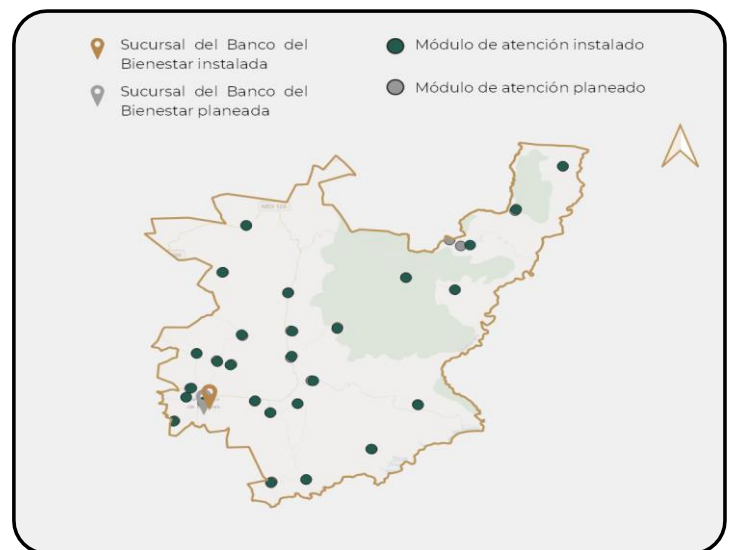 Sucursal del Banco del
Bienestar instalada
Sucursal del Banco del
Bienestar planeada
Módulo de atención instalado
Módulo de atención planeado